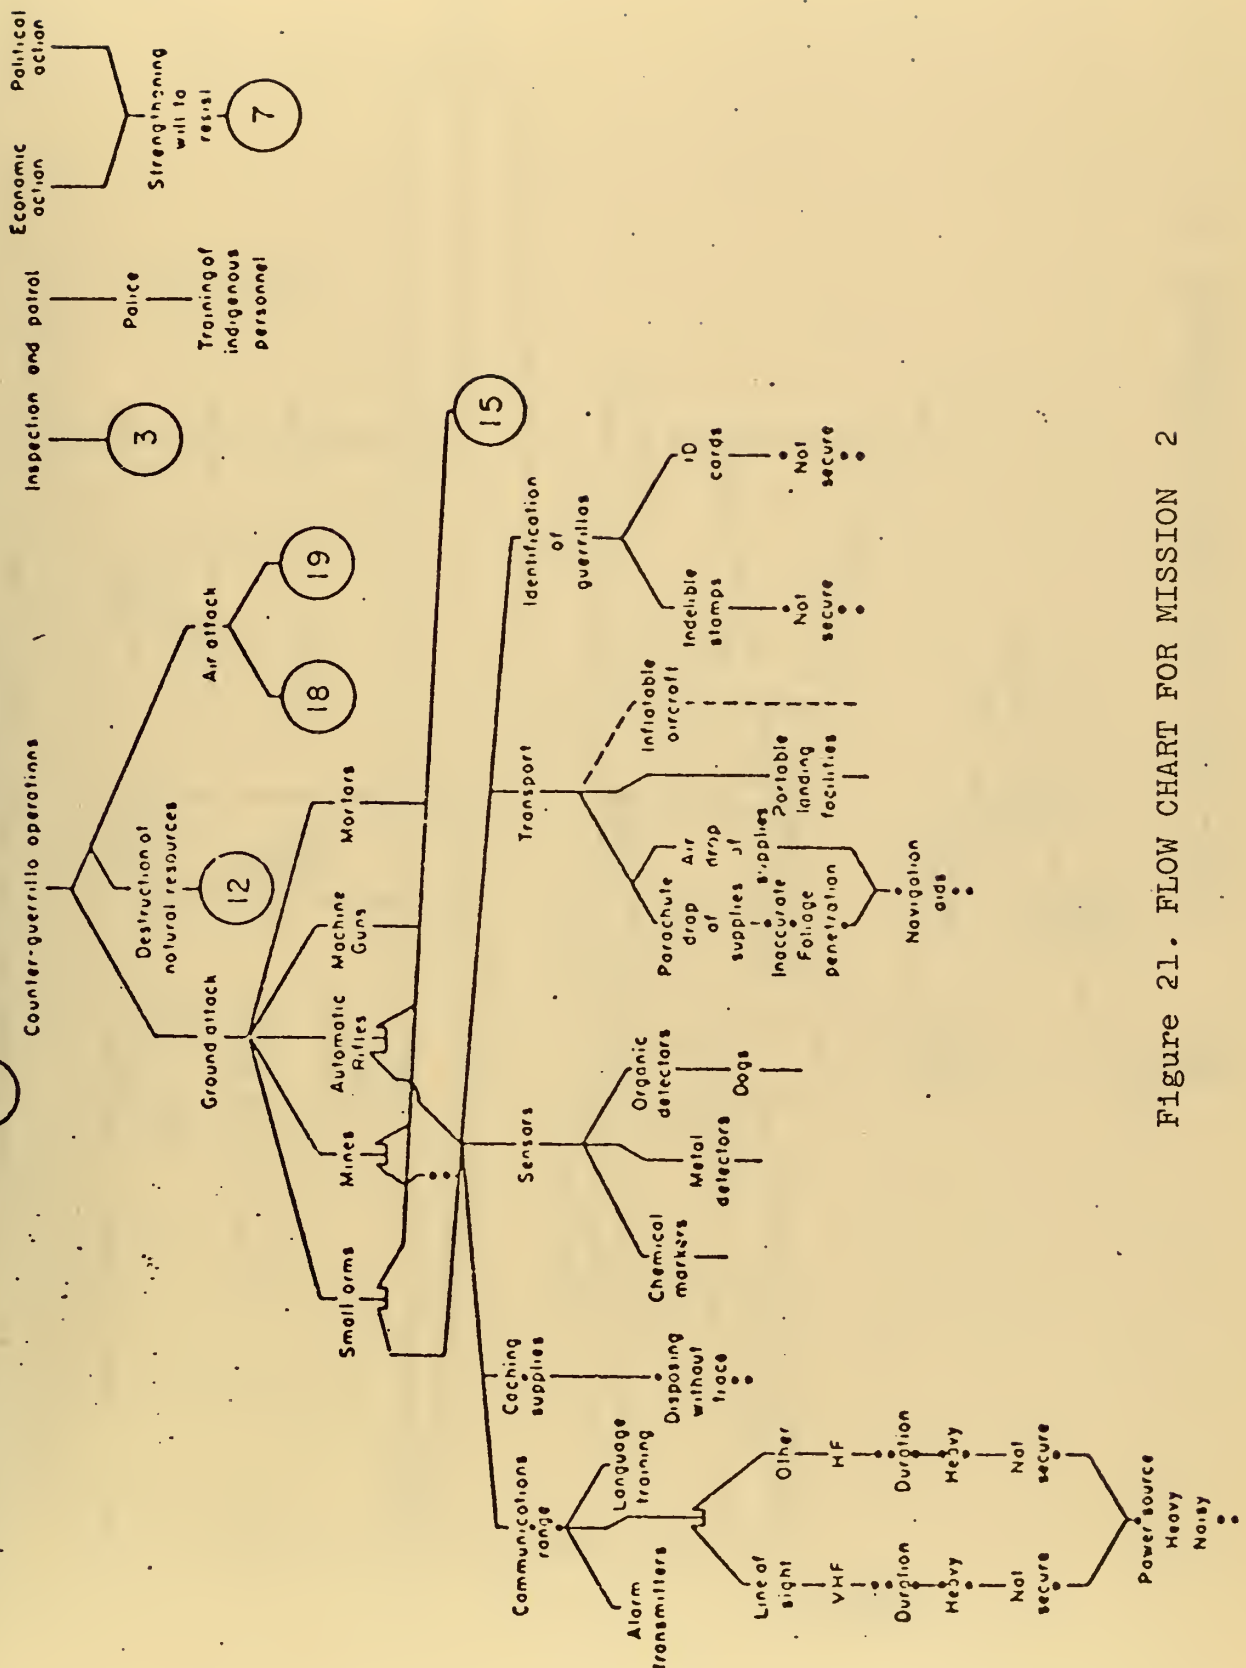 Counter-guerrilla operations
Inspection and patrol
Economic
action
Political
action
Ground attack
Destruction of
natural resources
12
Air attack
18
19
3
Police
Training of
indigenous
personnel
Strengthening
will to
resist
7
Small arms
Mines
Automatic
Rifles
Machine
Guns
Mortars
15
Communications
range
Caching
supplies
Sensors
Transport
Identification
of
guerrillas
Alarm
transmitters
Language
training
Disposing
without
trace
Chemical
markers
Metal
detectors
Organic
detectors
Dogs
Parachute
drop
of
supplies
Inaccurate
Foliage
penetration
Air
drop
of
supplies
Navigation
aids
Portable
landing
facilities
Inflatable
aircraft
Indelible
stamps
Not
secure
ID
cards
Not
secure
Line of
sight
VHF
Duration
Heavy
Not
secure
Other
HF
Duration
Heavy
Not
secure
Power source
Heavy
Noisy
Figure 21. FLOW CHART FOR MISSION 2